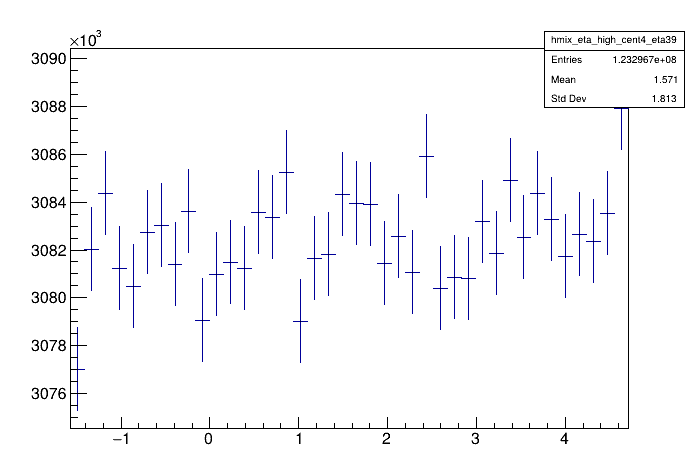 ×10³
hmix_eta_high_cent4_eta39
Entries 1.232967e+08
Mean 1.571
Std Dev 1.813
3090
3088
3086
3084
3082
3080
3078
3076
−1 0 1 2 3 4